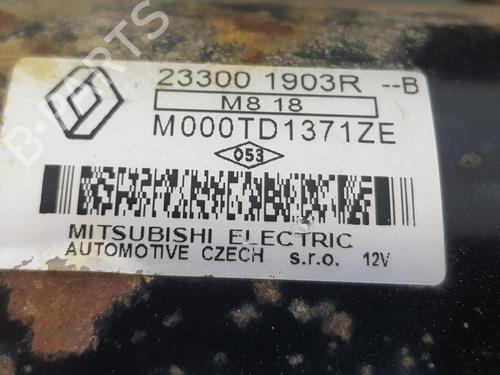 23300 1903R --B
M8 18
M000TD1371ZE
053
MITSUBISHI ELECTRIC
AUTOMOTIVE CZECH s.r.o. 12V
B-PARTS